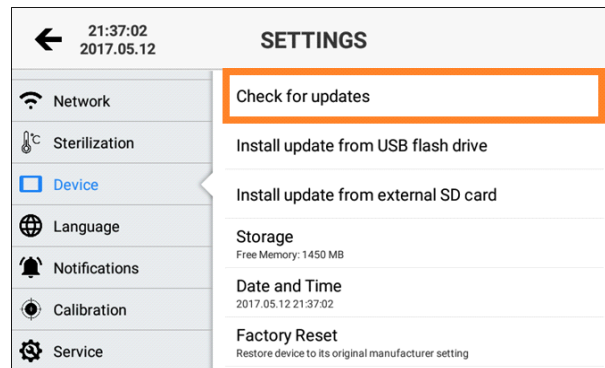 21:37:02
2017.05.12
SETTINGS
Network
°C Sterilization
Device
Language
Notifications
Calibration
Service
Check for updates
Install update from USB flash drive
Install update from external SD card
Storage
Free Memory: 1450 MB
Date and Time
2017.05.12 21:37:02
Factory Reset
Restore device to its original manufacturer setting